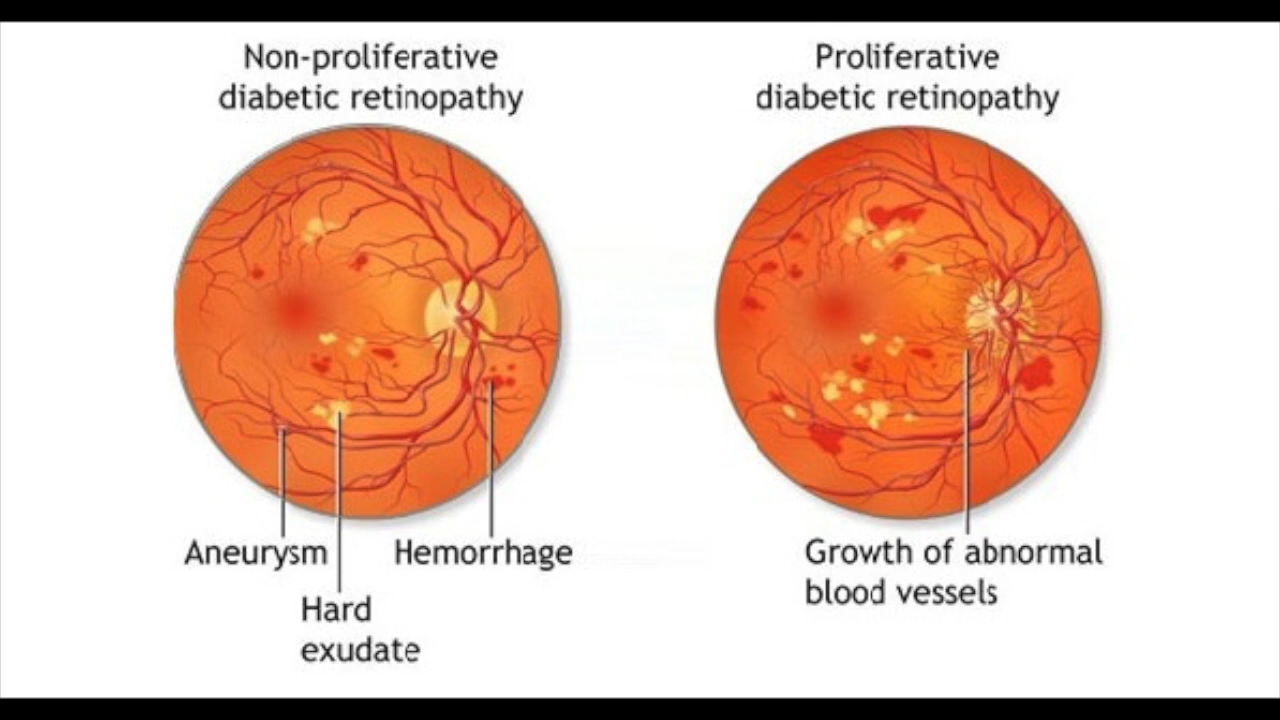 Non-proliferative
diabetic retinopathy
Proliferative
diabetic retinopathy
Aneurysm
Hemorrhage
Hard
exudate
Growth of abnormal
blood vessels